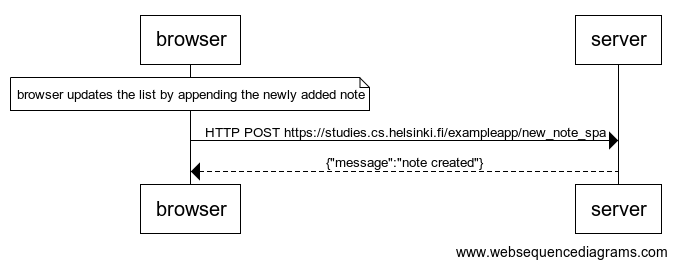 browser
server
browser updates the list by appending the newly added note
HTTP POST https://studies.cs.helsinki.fi/exampleapp/new_note_spa
{"message":"note created"}
browser
server
www.websequencediagrams.com